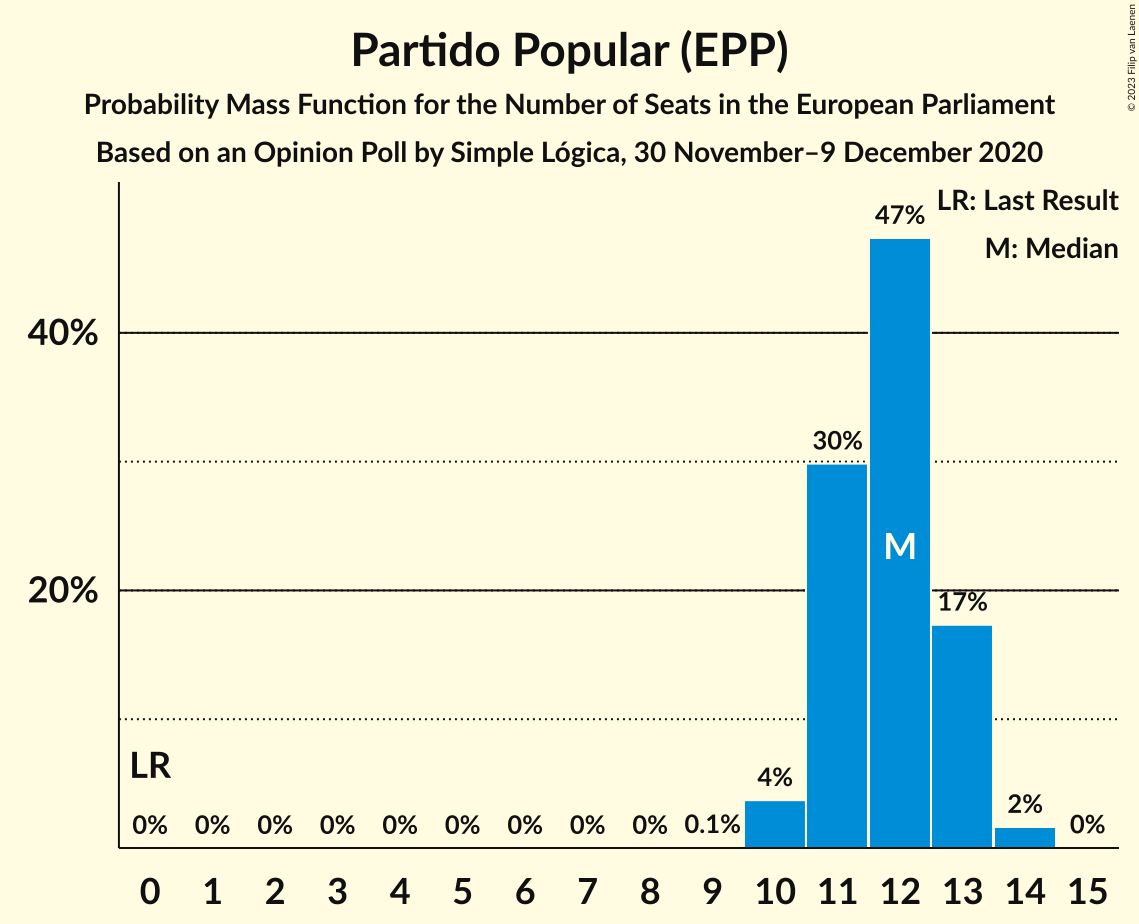 Partido Popular (EPP)
Probability Mass Function for the Number of Seats in the European Parliament
Based on an Opinion Poll by Simple Lógica, 30 November–9 December 2020
© 2023 Filip van Laenen
LR: Last Result
M: Median
40%
20%
LR
0% 0% 0% 0% 0% 0% 0% 0% 0% 0.1% 4% 30% 47% 17% 2% 0%
M
0 1 2 3 4 5 6 7 8 9 10 11 12 13 14 15